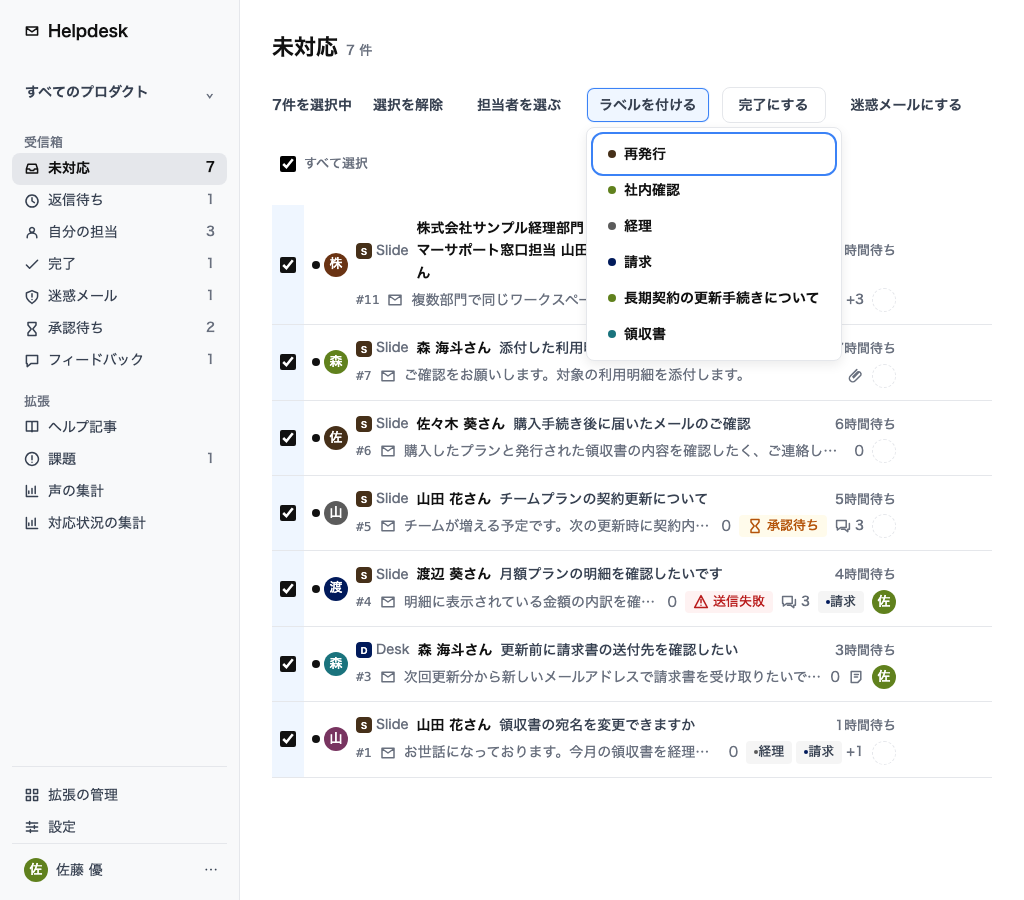 Helpdesk
すべてのプロダクト
受信箱
未対応 7
返信待ち 1
自分の担当 3
完了 1
迷惑メール 1
承認待ち 2
フィードバック 1
拡張
ヘルプ記事
課題 1
声の集計
対応状況の集計
拡張の管理
設定
佐 佐藤 優 …
未対応 7 件
7件を選択中 選択を解除 担当者を選ぶ ラベルを付ける 完了にする 迷惑メールにする
再発行
社内確認
経理
請求
長期契約の更新手続きについて
領収書
すべて選択
株式会社サンプル経理部門
株 S Slide マーサポート窓口担当 山田 時間待ち
ん
#11 複数部門で同じワークスペー +3
森 S Slide 森 海斗さん 添付した利用明 時間待ち
#7 ご確認をお願いします。対象の利用明細を添付します。
佐 S Slide 佐々木 葵さん 購入手続き後に届いたメールのご確認 6時間待ち
#6 購入したプランと発行された領収書の内容を確認したく、ご連絡し… 0
山 S Slide 山田 花さん チームプランの契約更新について 5時間待ち
#5 チームが増える予定です。次の更新時に契約内… 0 承認待ち 3
渡 S Slide 渡辺 葵さん 月額プランの明細を確認したいです 4時間待ち
#4 明細に表示されている金額の内訳を確… 0 送信失敗 3 •請求 佐
森 D Desk 森 海斗さん 更新前に請求書の送付先を確認したい 3時間待ち
#3 次回更新分から新しいメールアドレスで請求書を受け取りたいで… 0 佐
山 S Slide 山田 花さん 領収書の宛名を変更できますか 1時間待ち
#1 お世話になっております。今月の領収書を経理… 0 •経理 •請求 +1